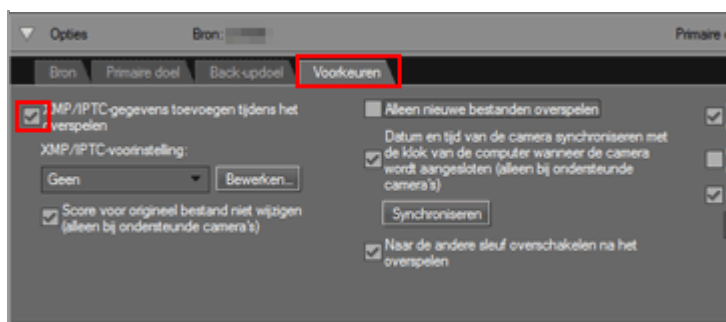 Opties Bron: Primaire
Bron Primaire doel Back-updoel Voorkeuren
XMP/IPTC-gegevens toevoegen tijdens het
overspelen
XMP/IPTC-voorinstelling:
Geen Bewerken...
Score voor origineel bestand niet wijzigen
(alleen bij ondersteunde camera's)
Alleen nieuwe bestanden overspelen
Datum en tijd van de camera synchroniseren met
de klok van de computer wanneer de camera
wordt aangesloten (alleen bij ondersteunde
camera's)
Synchroniseren
Naar de andere sleuf overschakelen na het
overspelen